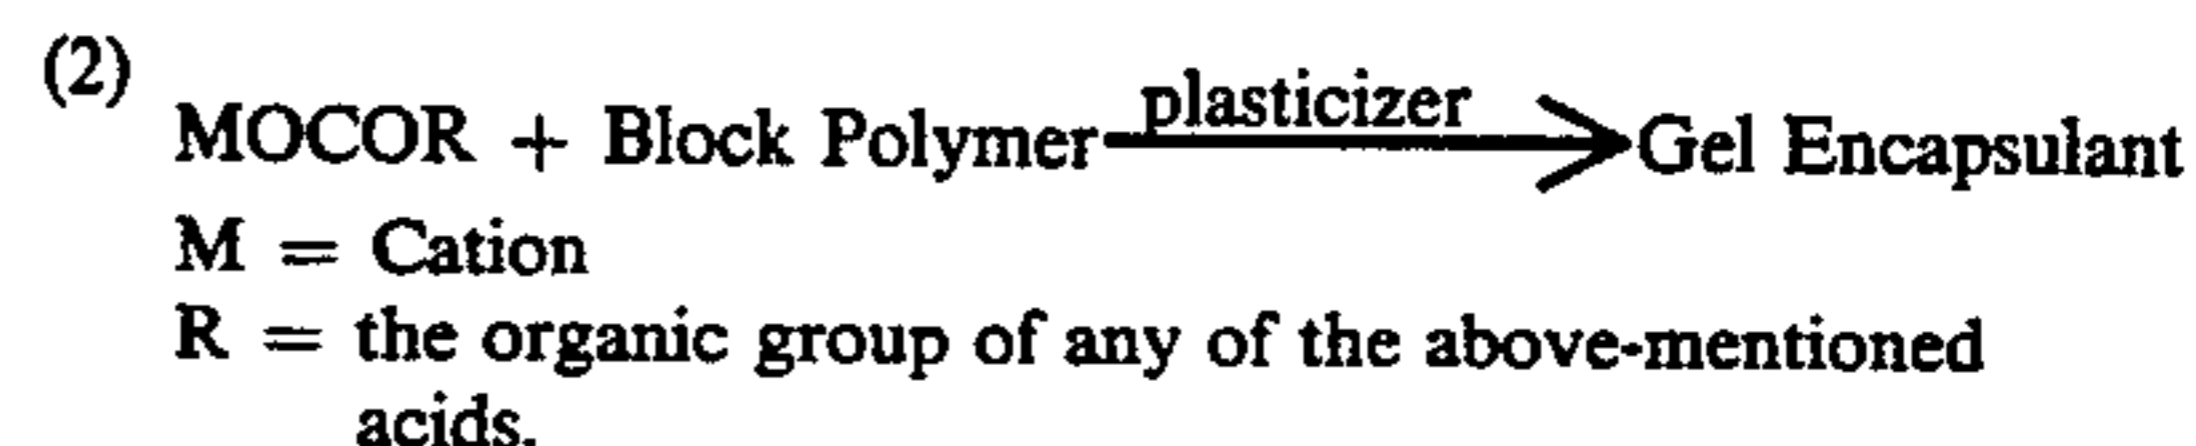 (2)
plasticizer
MOCOR + Block Polymer Gel Encapsulant
M = Cation
R = the organic group of any of the above-mentioned
acids.